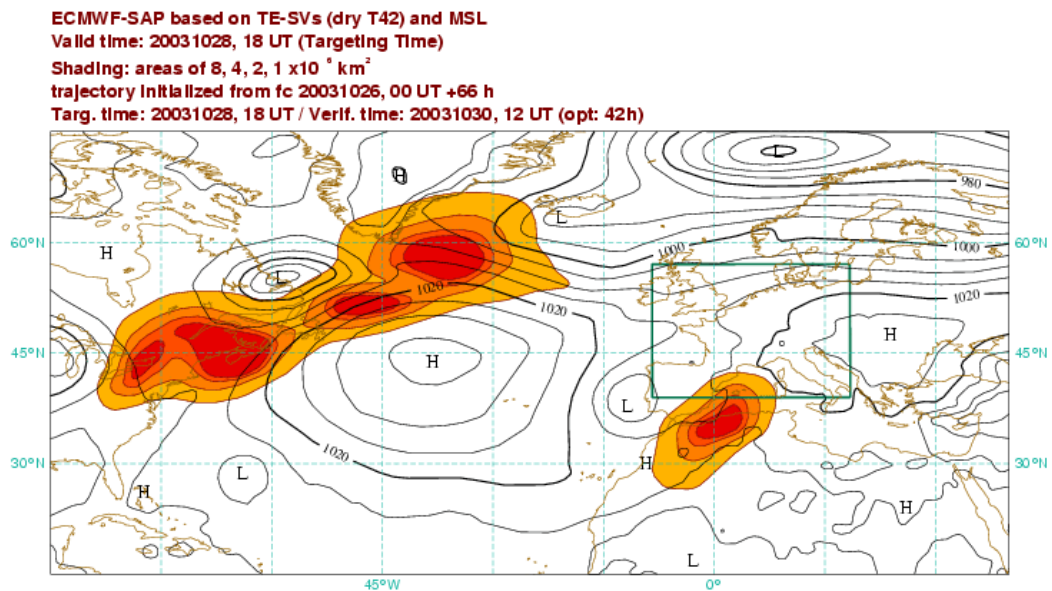 ECMWF-SAP based on TE-SVs (dry T42) and MSL
Valid time: 20031028, 18 UT (Targeting Time)
Shading: areas of 8, 4, 2, 1 x10 ⁶ km²
trajectory initialized from fc 20031026, 00 UT +66 h
Targ. time: 20031028, 18 UT / Verif. time: 20031030, 12 UT (opt: 42h)
L
H
980
L
60°N
H
1000
1000
60°N
L
1020
1020
1020
45°N
H
H
45°N
L
1020
30°N
L
H
30°N
H
H
L
45°W
0°